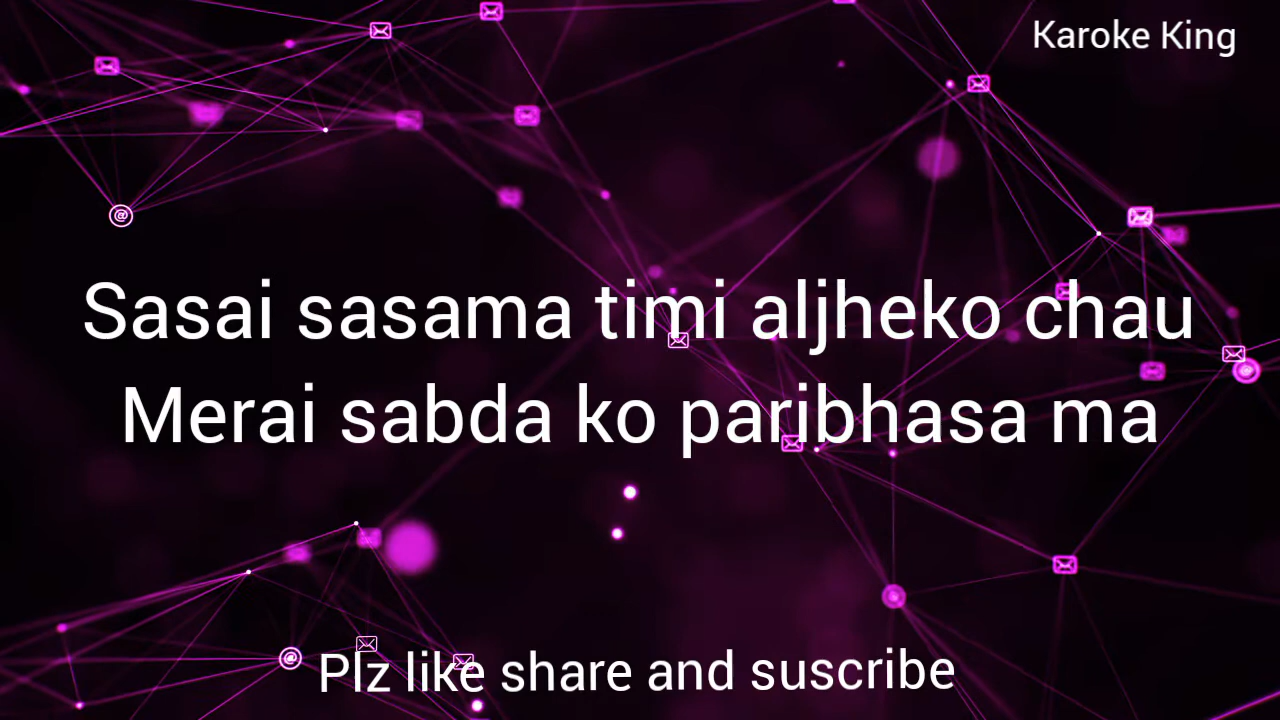 Karoke King
Sasai sasama timi aljheko chau
Merai sabda ko paribhasa ma
Plz like share and suscribe